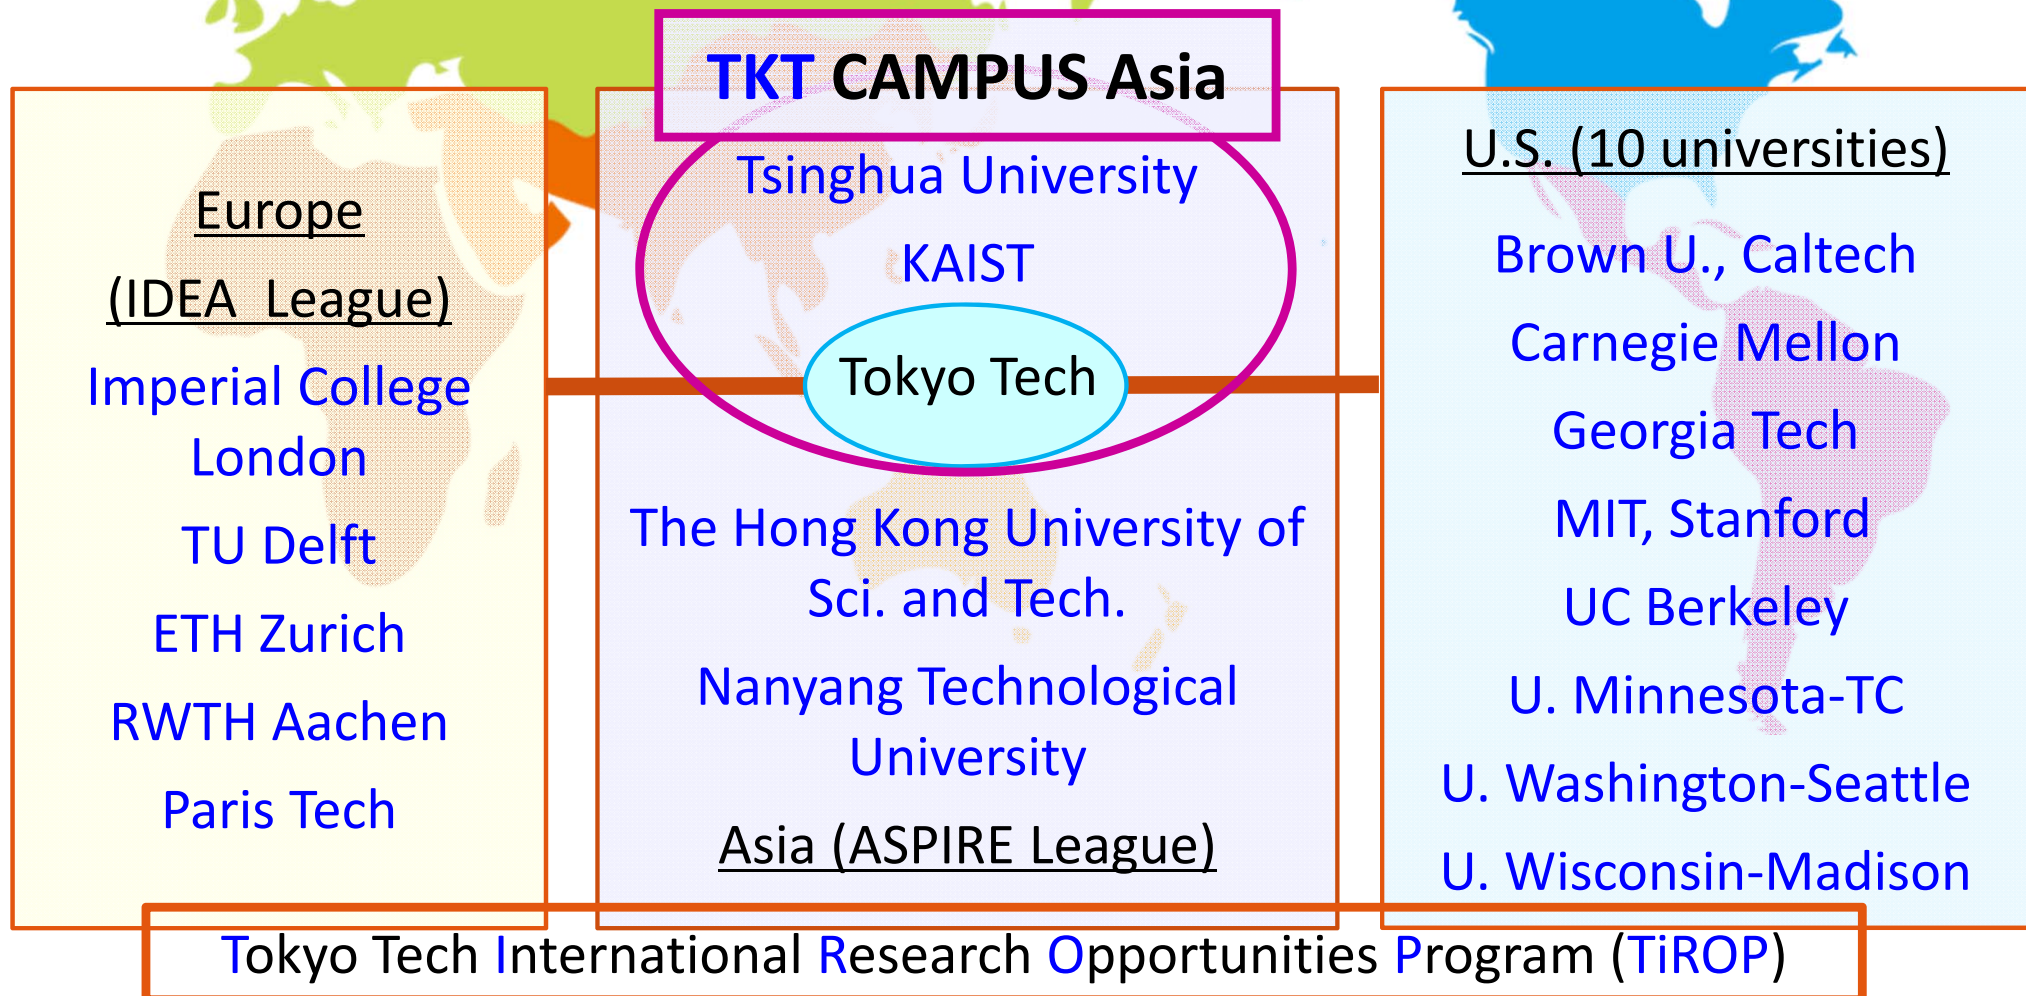 TKT CAMPUS Asia
Europe
(IDEA League)
Imperial College
London
TU Delft
ETH Zurich
RWTH Aachen
Paris Tech
Tsinghua University
KAIST
Tokyo Tech
The Hong Kong University of
Sci. and Tech.
Nanyang Technological
University
Asia (ASPIRE League)
U.S. (10 universities)
Brown U., Caltech
Carnegie Mellon
Georgia Tech
MIT, Stanford
UC Berkeley
U. Minnesota-TC
U. Washington-Seattle
U. Wisconsin-Madison
Tokyo Tech International Research Opportunities Program (TiROP)